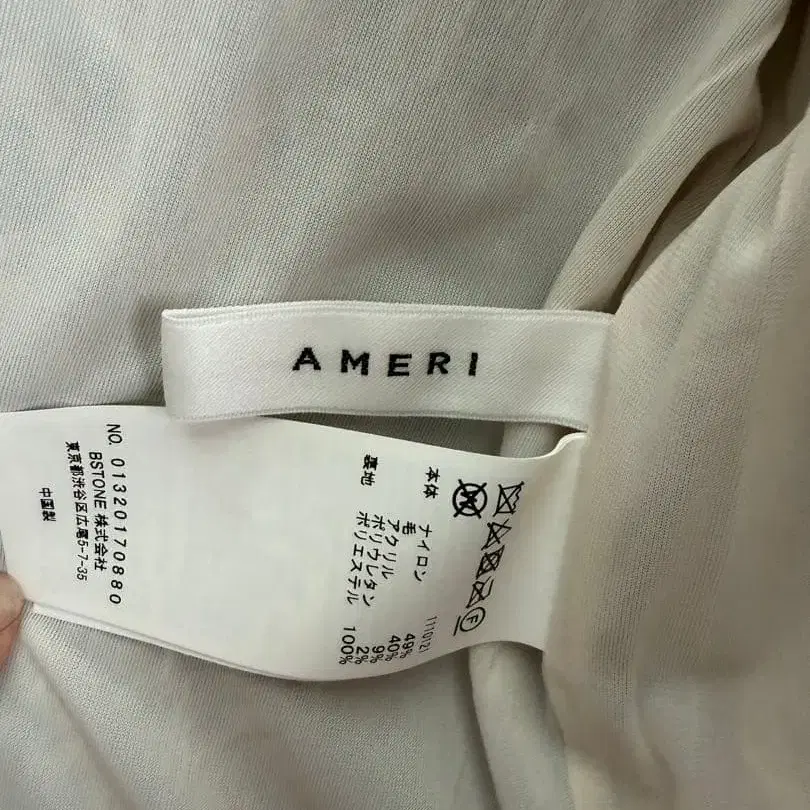 AMERI
1110121
本体 ナイロン 49%
毛 40%
アクリル 9%
ポリウレタン 2%
裏地 ポリエステル 100%
NO. 01320170880
BSTONE 株式会社
東京都渋谷区広尾5-7-35
中国製
W
F